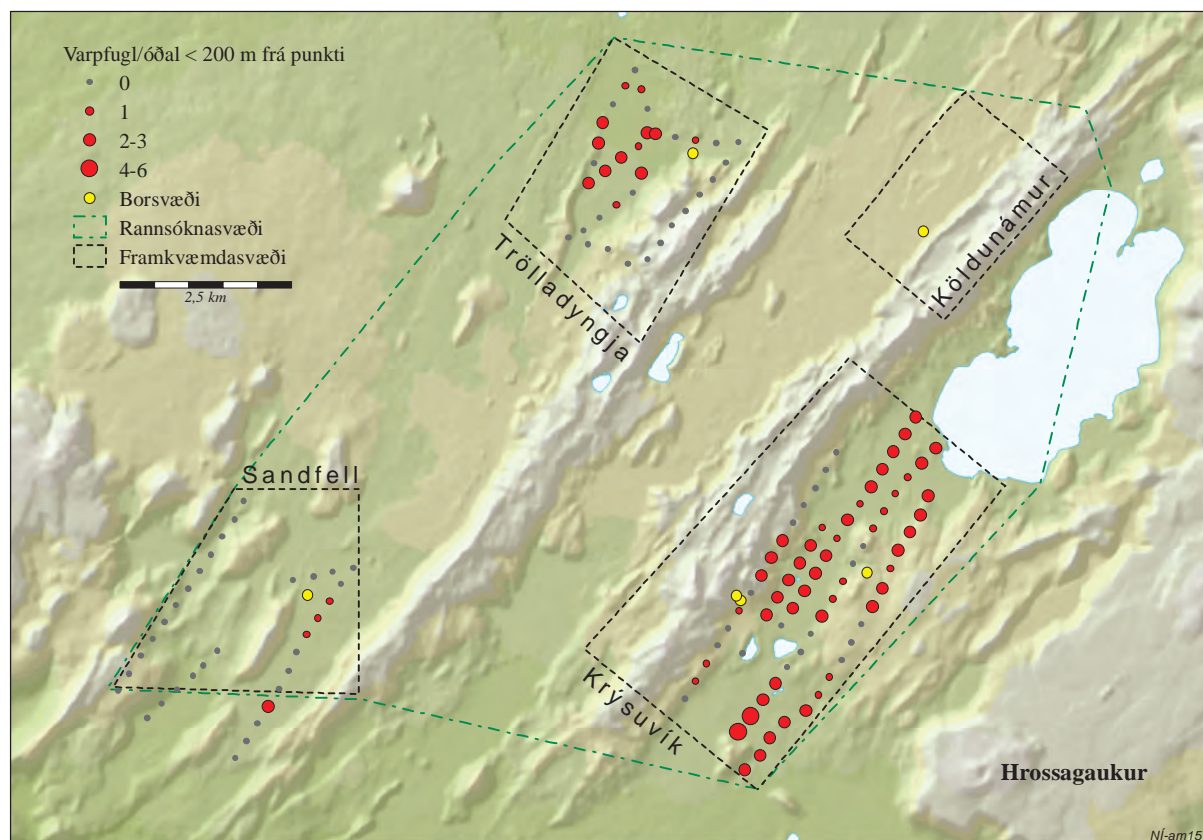 Varpfugl/óðal < 200 m frá punkti
0
1
2-3
4-6
Borsvæði
Rannsóknasvæði
Framkvæmdasvæði
2,5 km
Trölladyngja
Köldunámur
Sandfell
Krýsuvík
Hrossagaukur
NÍ-am15